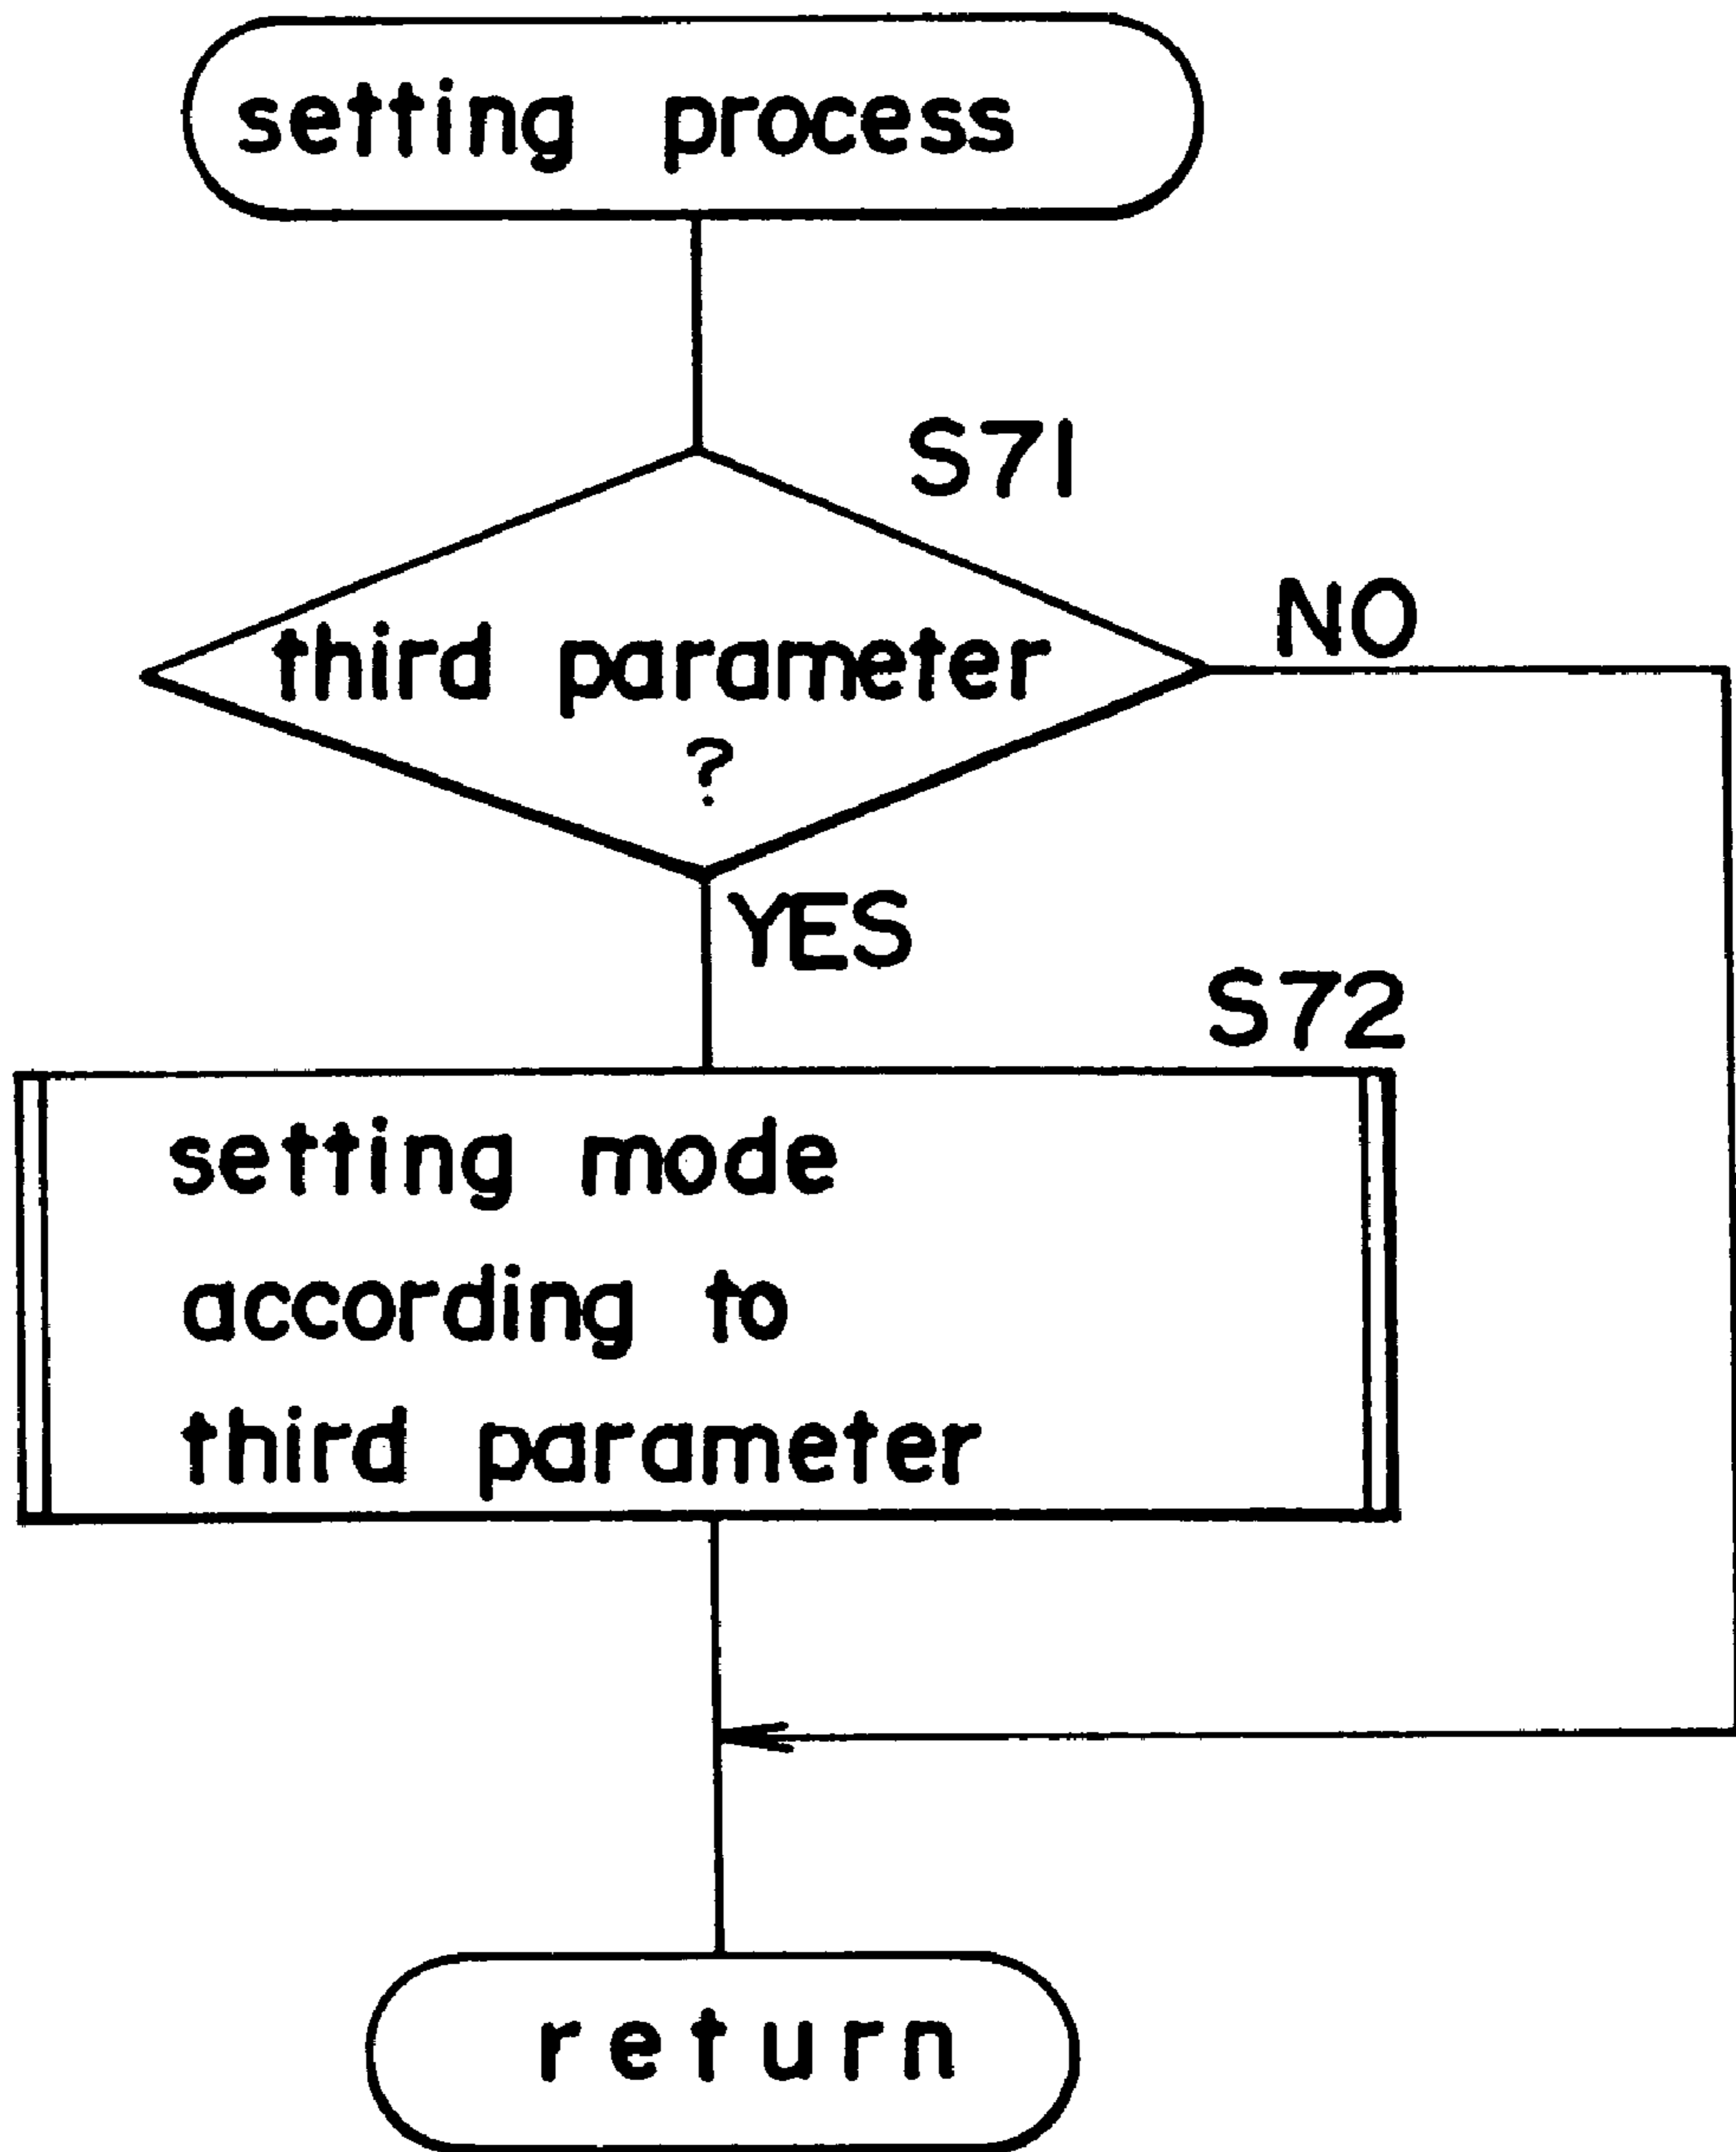 setting process
S71
NO
third parameter
?
YES
S72
setting mode
according to
third parameter
return